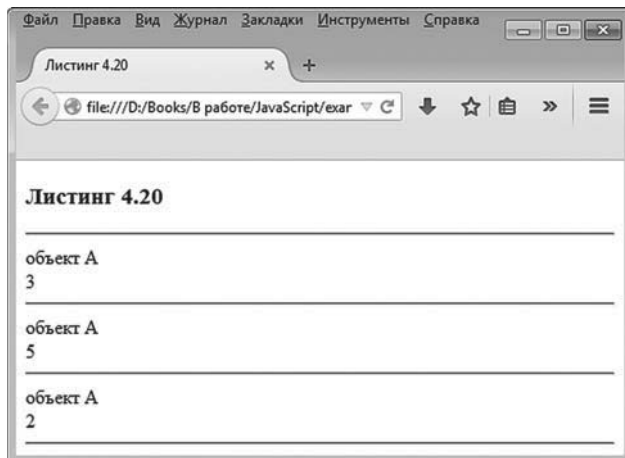 Файл Правка Вид Журнал Закладки Инструменты Справка
Листинг 4.20
file:///D:/Books/В работе/JavaScript/exar
Листинг 4.20
объект A
3
объект A
5
объект A
2